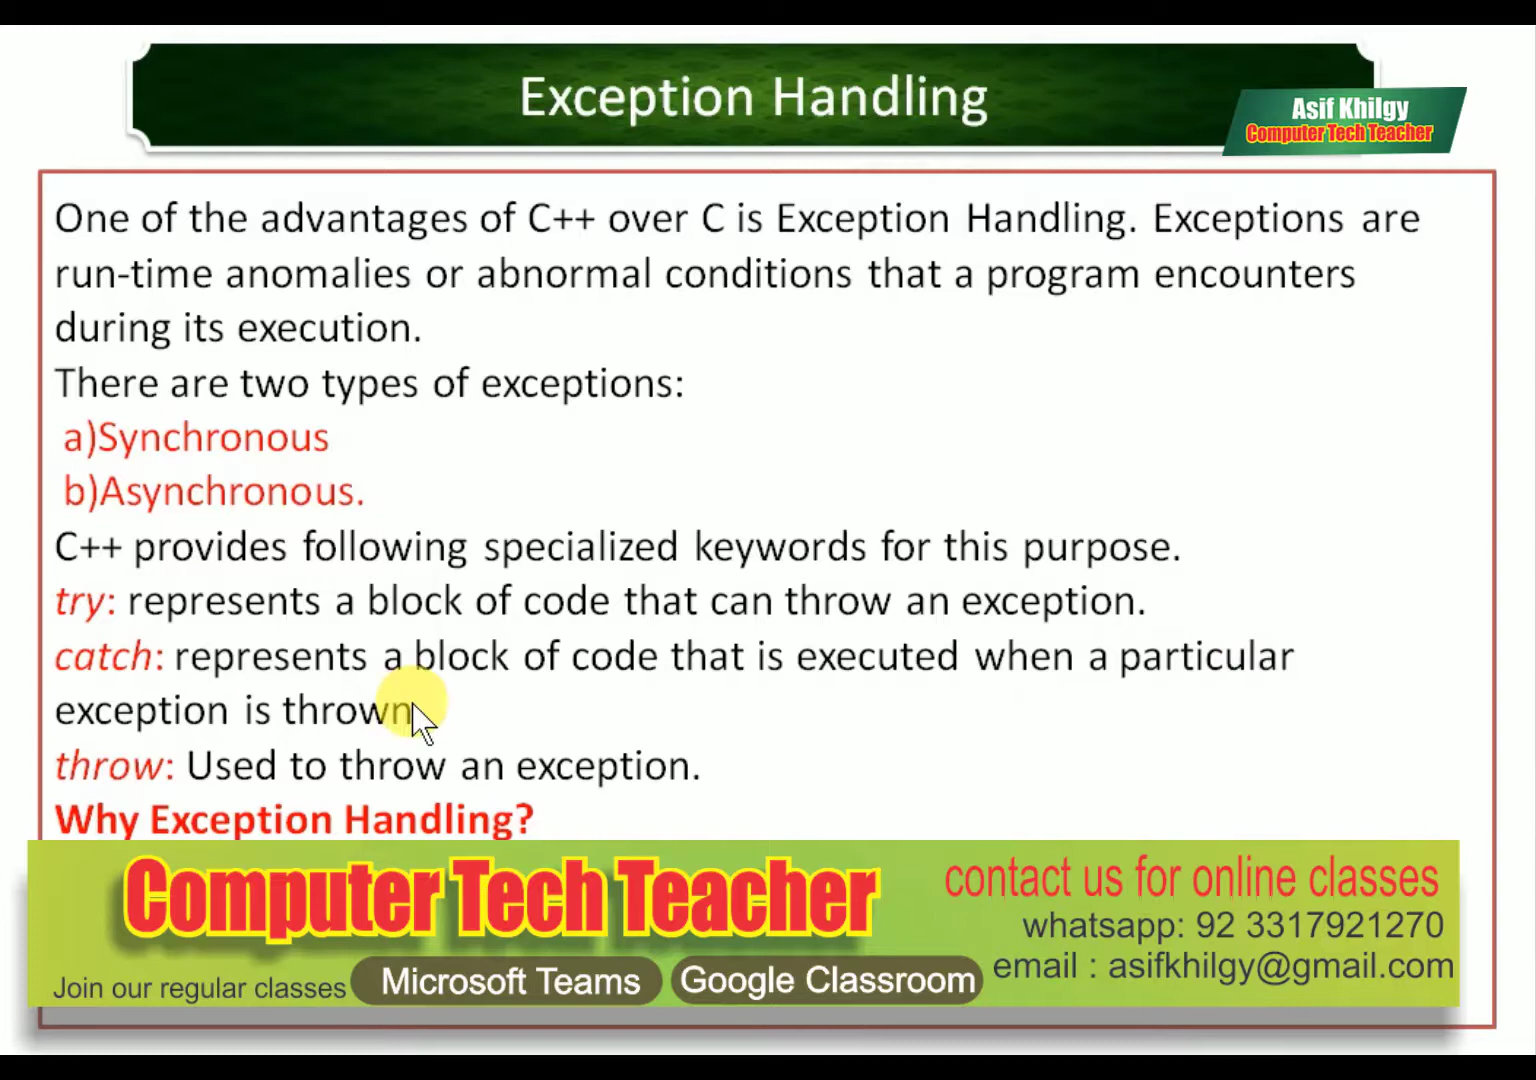 Exception Handling
Asif Khilgy
Computer Tech Teacher
One of the advantages of C++ over C is Exception Handling. Exceptions are
run-time anomalies or abnormal conditions that a program encounters
during its execution.
There are two types of exceptions:
a)Synchronous
b)Asynchronous.
C++ provides following specialized keywords for this purpose.
try: represents a block of code that can throw an exception.
catch: represents a block of code that is executed when a particular
exception is thrown
throw: Used to throw an exception.
Why Exception Handling?
Computer Tech Teacher
contact us for online classes
whatsapp: 92 3317921270
email : asifkhilgy@gmail.com
Join our regular classes Microsoft Teams Google Classroom